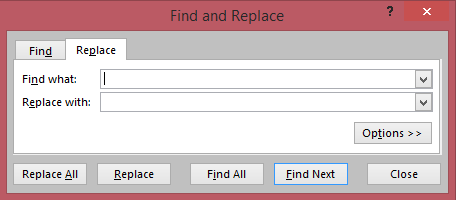 Find and Replace ? ×
Find Replace
Find what:
Replace with:
Options >>
Replace All Replace Find All Find Next Close